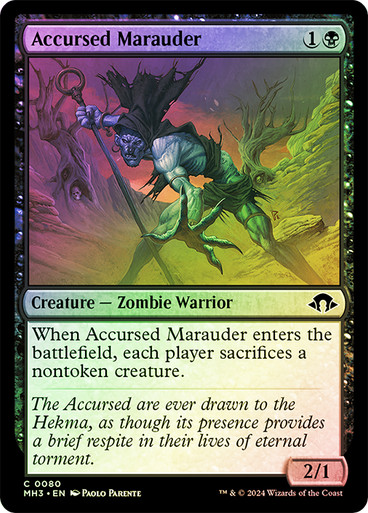 Accursed Marauder 1
Creature — Zombie Warrior
When Accursed Marauder enters the
battlefield, each player sacrifices a
nontoken creature.
The Accursed are ever drawn to the
Hekma, as though its presence provides
a brief respite in their lives of eternal
torment.
2/1
C 0080
MH3 • EN Paolo Parente
™ & © 2024 Wizards of the Coast